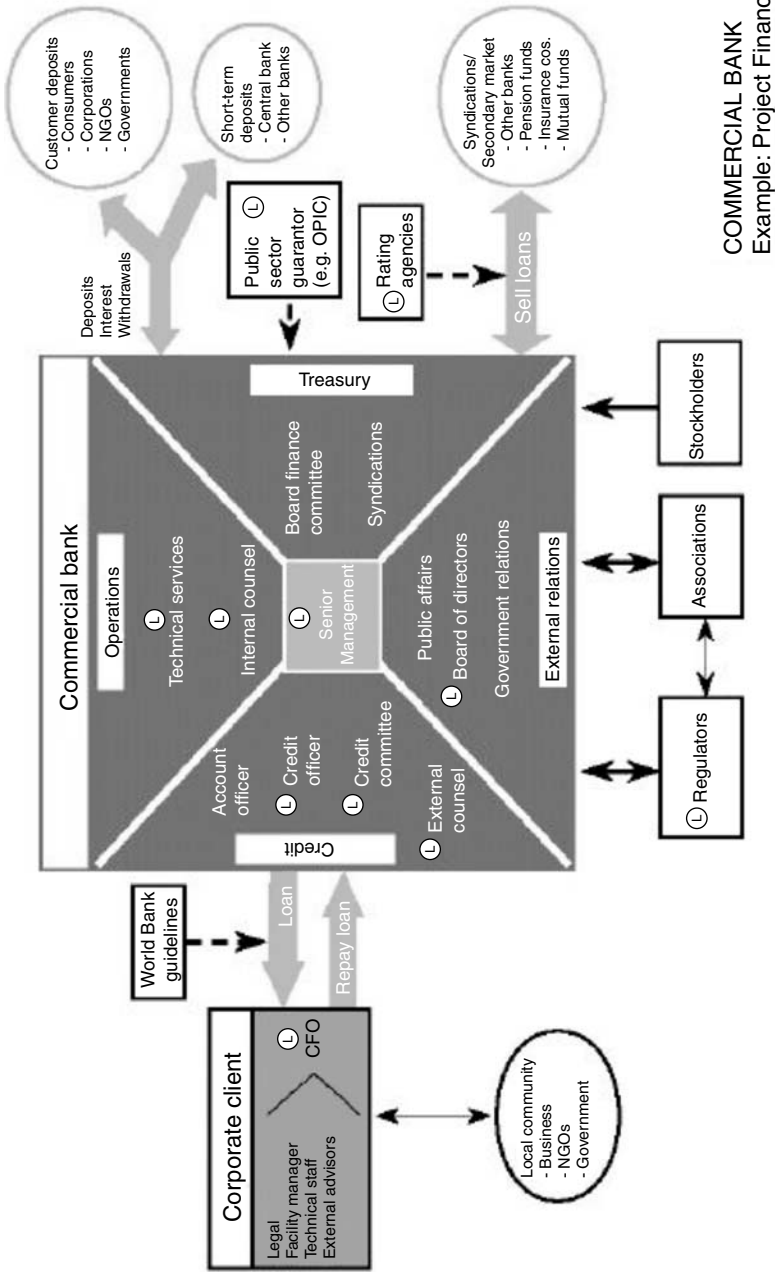 Commercial bank
Operations
Ⓛ
Technical services
Ⓛ
Internal counsel
Ⓛ
Senior
Management
Treasury
Board finance
committee
Syndications
Public affairs
Ⓛ Board of directors
Government relations
External relations
Account
officer
Ⓛ Credit
officer
Ⓛ Credit
committee
Credit
Ⓛ External
counsel
Corporate client
Legal
Facility manager
Technical staff
External advisors
Ⓛ
CFO
World Bank
guidelines
Loan
Repay loan
Local community
- Business
- NGOs
- Government
Deposits
Interest
Withdrawals
Customer deposits
- Consumers
- Corporations
- NGOs
- Governments
Short-term
deposits
- Central bank
- Other banks
Public Ⓛ
sector
guarantor
(e.g. OPIC)
Ⓛ Rating
agencies
Sell loans
Syndications/
Secondary market
- Other banks
- Pension funds
- Insurance cos.
- Mutual funds
Ⓛ Regulators
Associations
Stockholders
COMMERCIAL BANK
Example: Project Financ